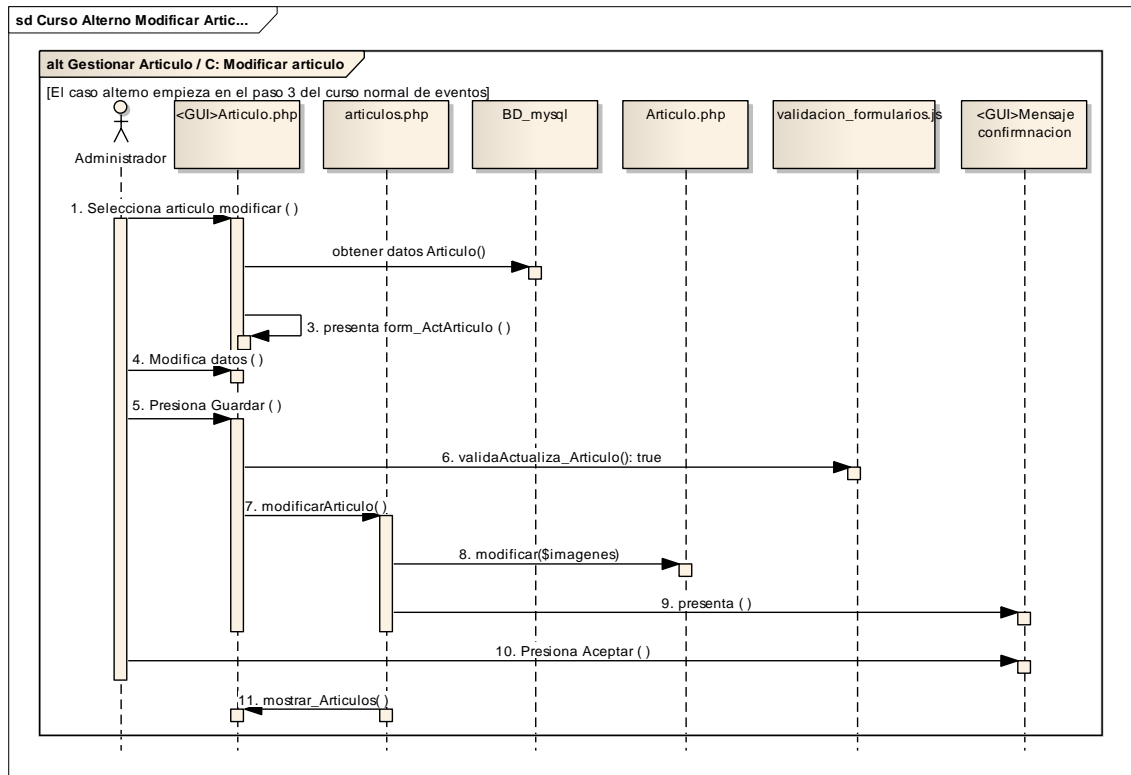 sd Curso Alterno Modificar Artic...
alt Gestionar Articulo / C: Modificar articulo
[El caso alterno empieza en el paso 3 del curso normal de eventos]
Administrador
<GUI>Articulo.php
articulos.php
BD_mysql
Articulo.php
validacion_formularios.js
<GUI>Mensaje
confirmnacion
1. Selecciona articulo modificar ( )
obtener datos Articulo()
3. presenta form_ActArticulo ( )
4. Modifica datos ( )
5. Presiona Guardar ( )
6. validaActualiza_Articulo(): true
7. modificarArticulo( )
8. modificar($imagenes)
9. presenta ( )
10. Presiona Aceptar ( )
11. mostrar_Articulos( )